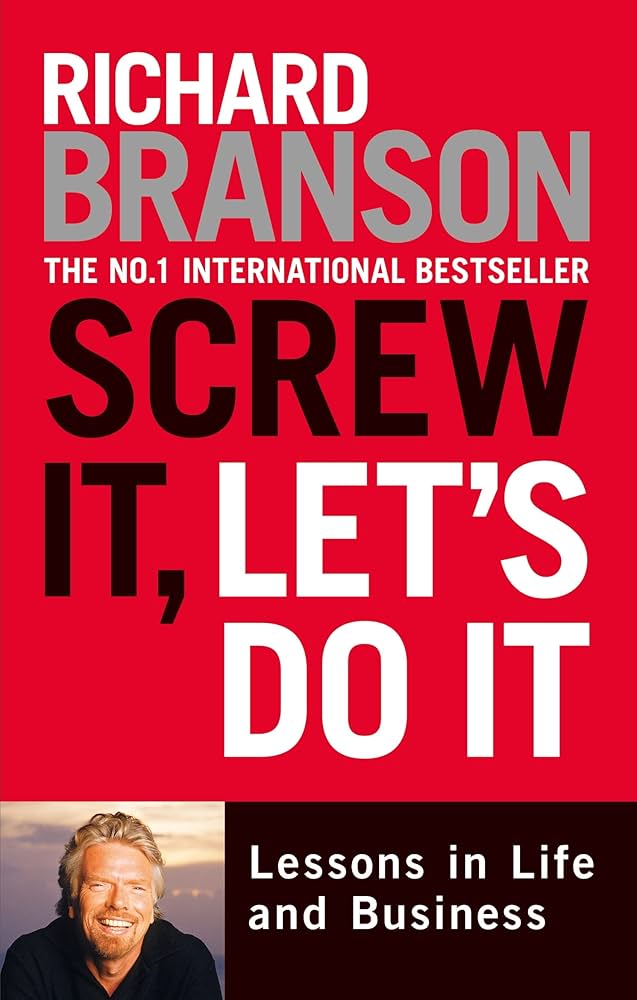 RICHARD
BRANSON
THE NO.1 INTERNATIONAL BESTSELLER
SCREW
IT, LET'S
DO IT
Lessons in Life
and Business